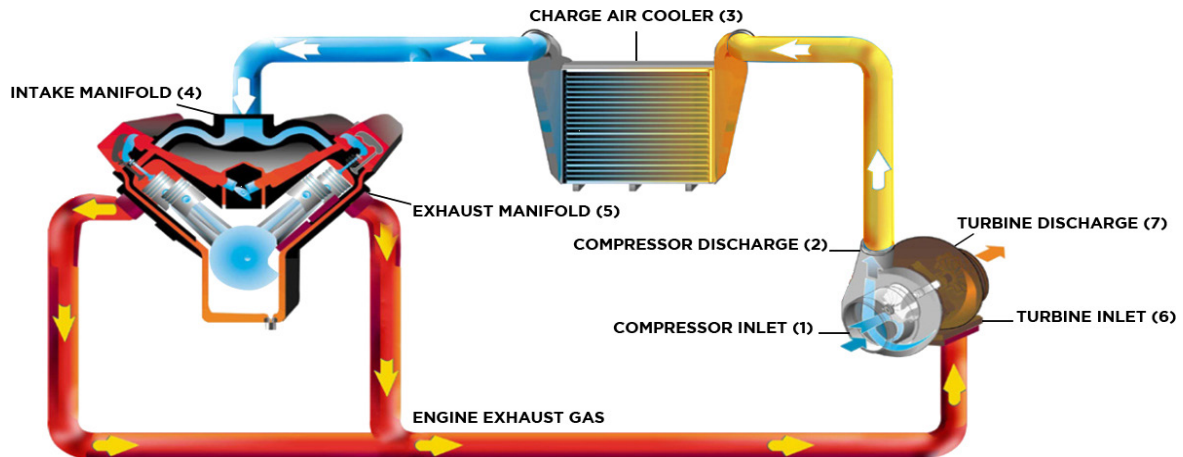 CHARGE AIR COOLER (3)
INTAKE MANIFOLD (4)
EXHAUST MANIFOLD (5)
TURBINE DISCHARGE (7)
COMPRESSOR DISCHARGE (2)
TURBINE INLET (6)
COMPRESSOR INLET (1)
ENGINE EXHAUST GAS